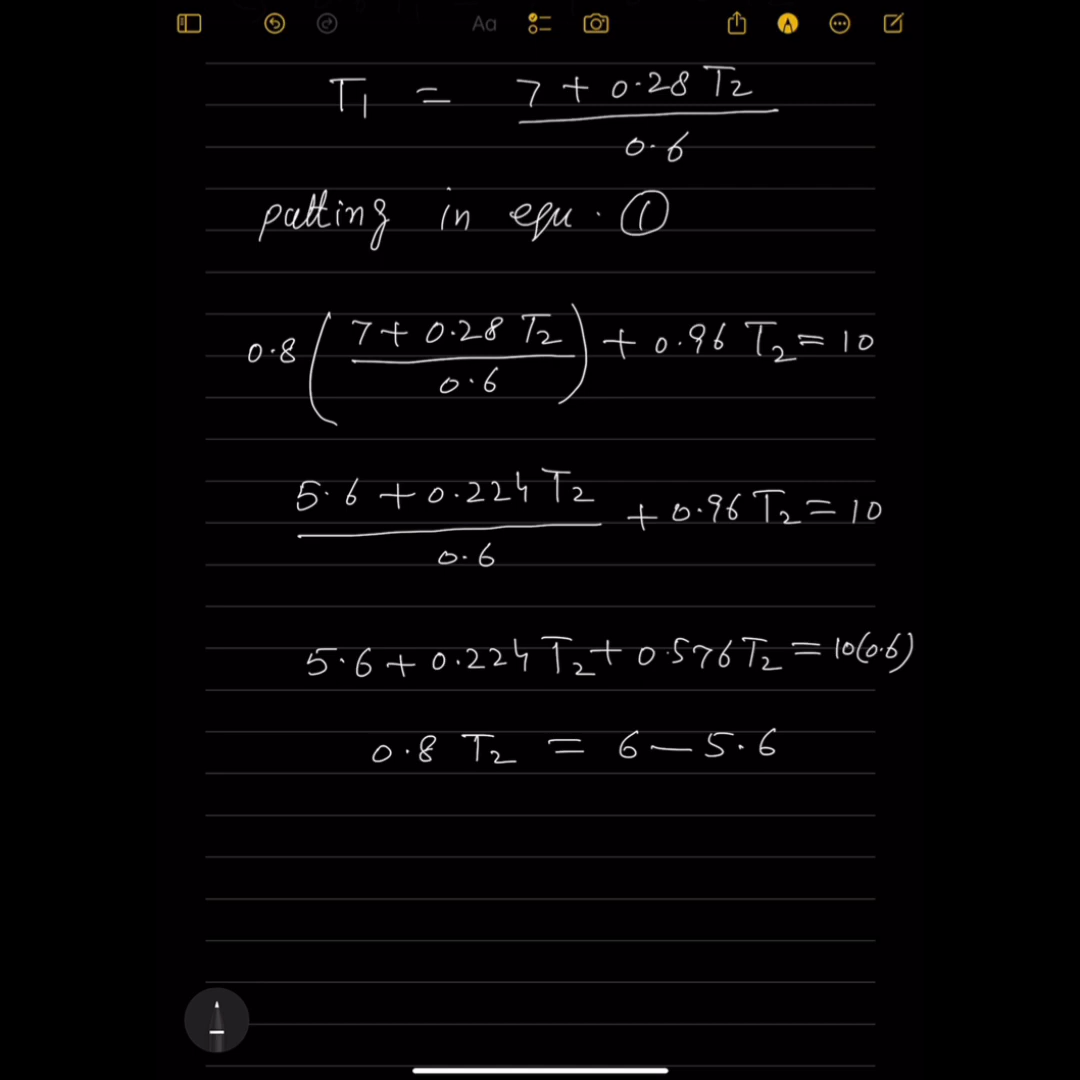 Aa
T₁ = (7 + 0.28 T₂) / 0.6
putting in equ. ①
0.8 ((7 + 0.28 T₂) / 0.6) + 0.96 T₂ = 10
(5.6 + 0.224 T₂) / 0.6 + 0.96 T₂ = 10
5.6 + 0.224 T₂ + 0.576 T₂ = 10(0.6)
0.8 T₂ = 6 — 5.6